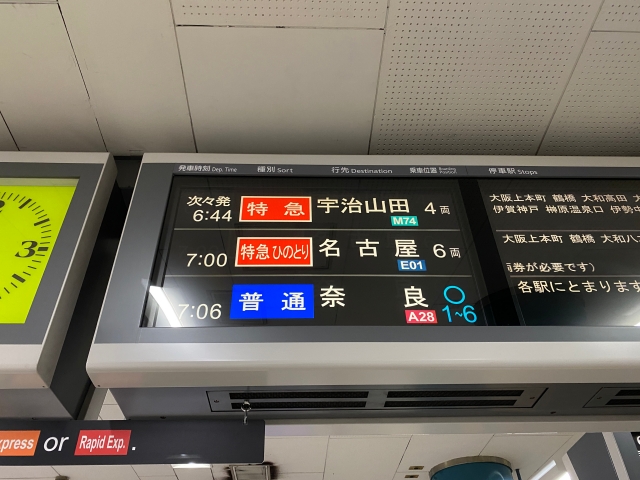 発車時刻 Dep. Time 種別 Sort 行先 Destination 乗車位置 停車駅 Stops
次々発 6:44 特急 宇治山田 M74 4両
大阪上本町 鶴橋 大和高田
伊賀神戸 榊原温泉口 伊勢中
7:00 特急ひのとり 名古屋 E01 6両
大阪上本町 鶴橋 大和八
券が必要です)
7:06 普通 奈良 A28 ○ 1~6
各駅にとまります
3
xpress or Rapid Exp.